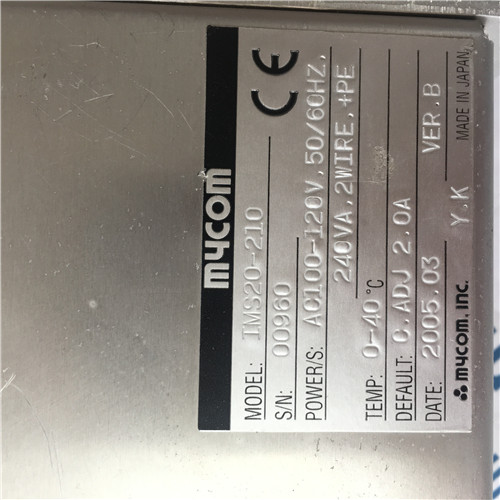 mycom CE
MODEL: IMS20-210
S/N: 00960
POWER/S: AC100-120V,50/60HZ,
240VA,2WIRE,+PE
TEMP: 0-40°C
DEFAULT: C.ADJ 2.0A
DATE: 2005.03 VER.B
Y.K
mycom, inc. MADE IN JAPAN